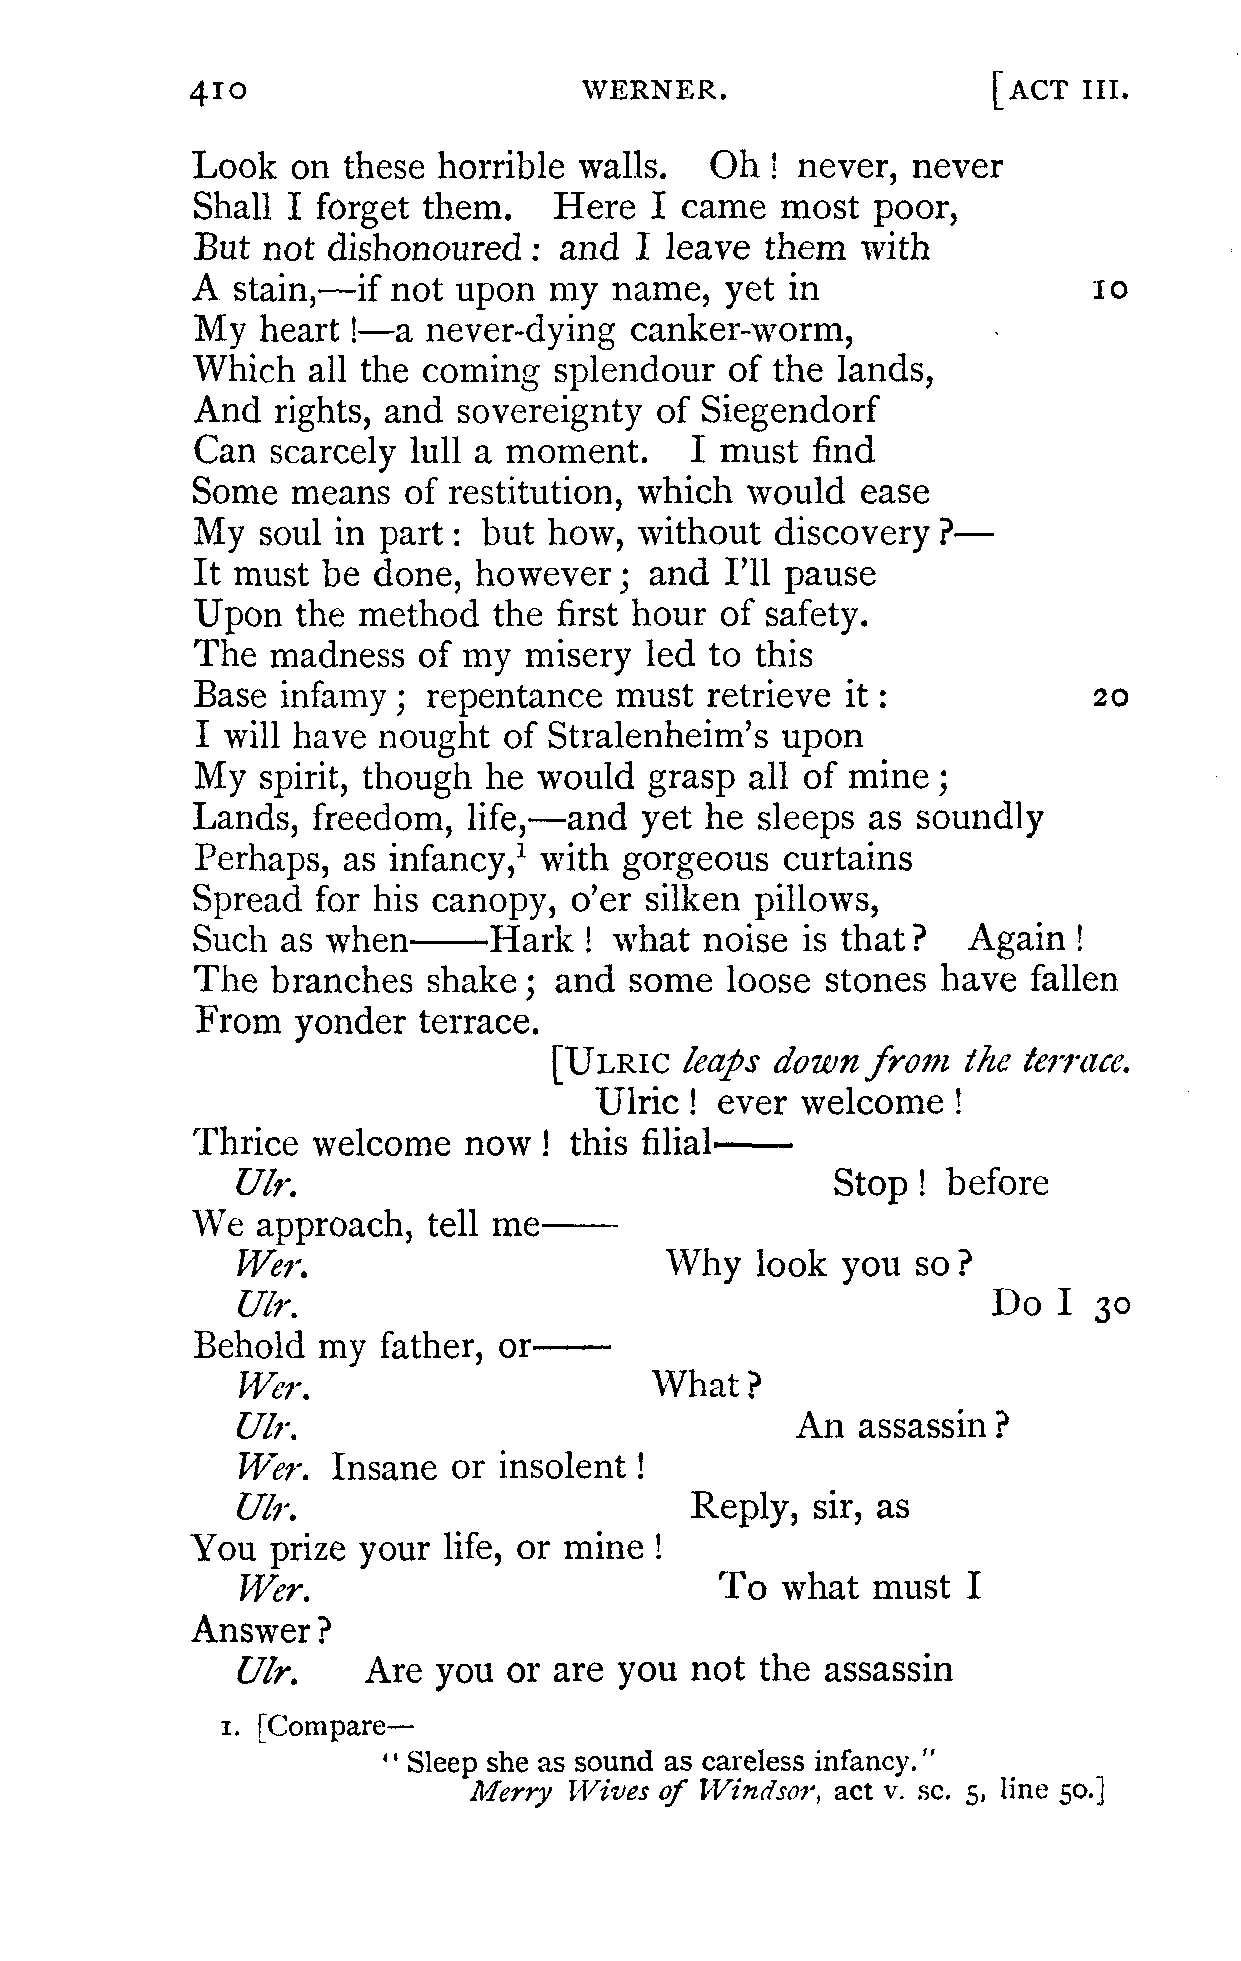 410 WERNER. [ACT III.
Look on these horrible walls. Oh! never, never
Shall I forget them. Here I came most poor,
But not dishonoured: and I leave them with
A stain,—if not upon my name, yet in 10
My heart!—a never-dying canker-worm,
Which all the coming splendour of the lands,
And rights, and sovereignty of Siegendorf
Can scarcely lull a moment. I must find
Some means of restitution, which would ease
My soul in part: but how, without discovery?—
It must be done, however; and I'll pause
Upon the method the first hour of safety.
The madness of my misery led to this
Base infamy; repentance must retrieve it: 20
I will have nought of Stralenheim's upon
My spirit, though he would grasp all of mine;
Lands, freedom, life,—and yet he sleeps as soundly
Perhaps, as infancy,¹ with gorgeous curtains
Spread for his canopy, o'er silken pillows,
Such as when——Hark! what noise is that? Again!
The branches shake; and some loose stones have fallen
From yonder terrace.
[ULRIC leaps down from the terrace.
Ulric! ever welcome!
Thrice welcome now! this filial——
Ulr. Stop! before
We approach, tell me——
Wer. Why look you so?
Ulr. Do I 30
Behold my father, or——
Wer. What?
Ulr. An assassin?
Wer. Insane or insolent!
Ulr. Reply, sir, as
You prize your life, or mine!
Wer. To what must I
Answer?
Ulr. Are you or are you not the assassin
1. [Compare—
"Sleep she as sound as careless infancy."
Merry Wives of Windsor, act v. sc. 5, line 50.]